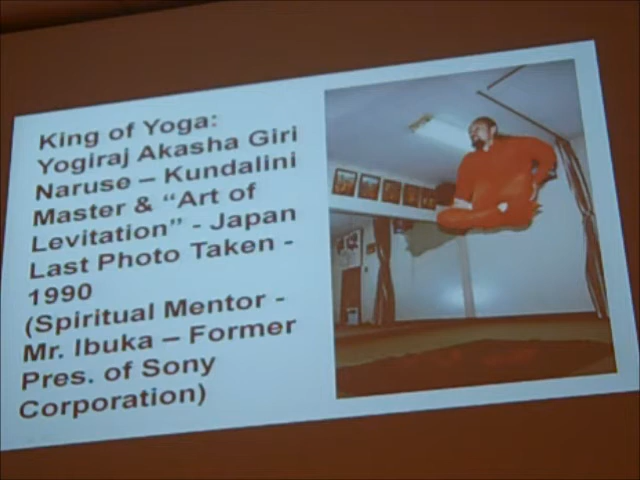 King of Yoga:
Yogiraj Akasha Giri
Naruse – Kundalini
Master & "Art of
Levitation" - Japan
Last Photo Taken -
1990
(Spiritual Mentor -
Mr. Ibuka – Former
Pres. of Sony
Corporation)